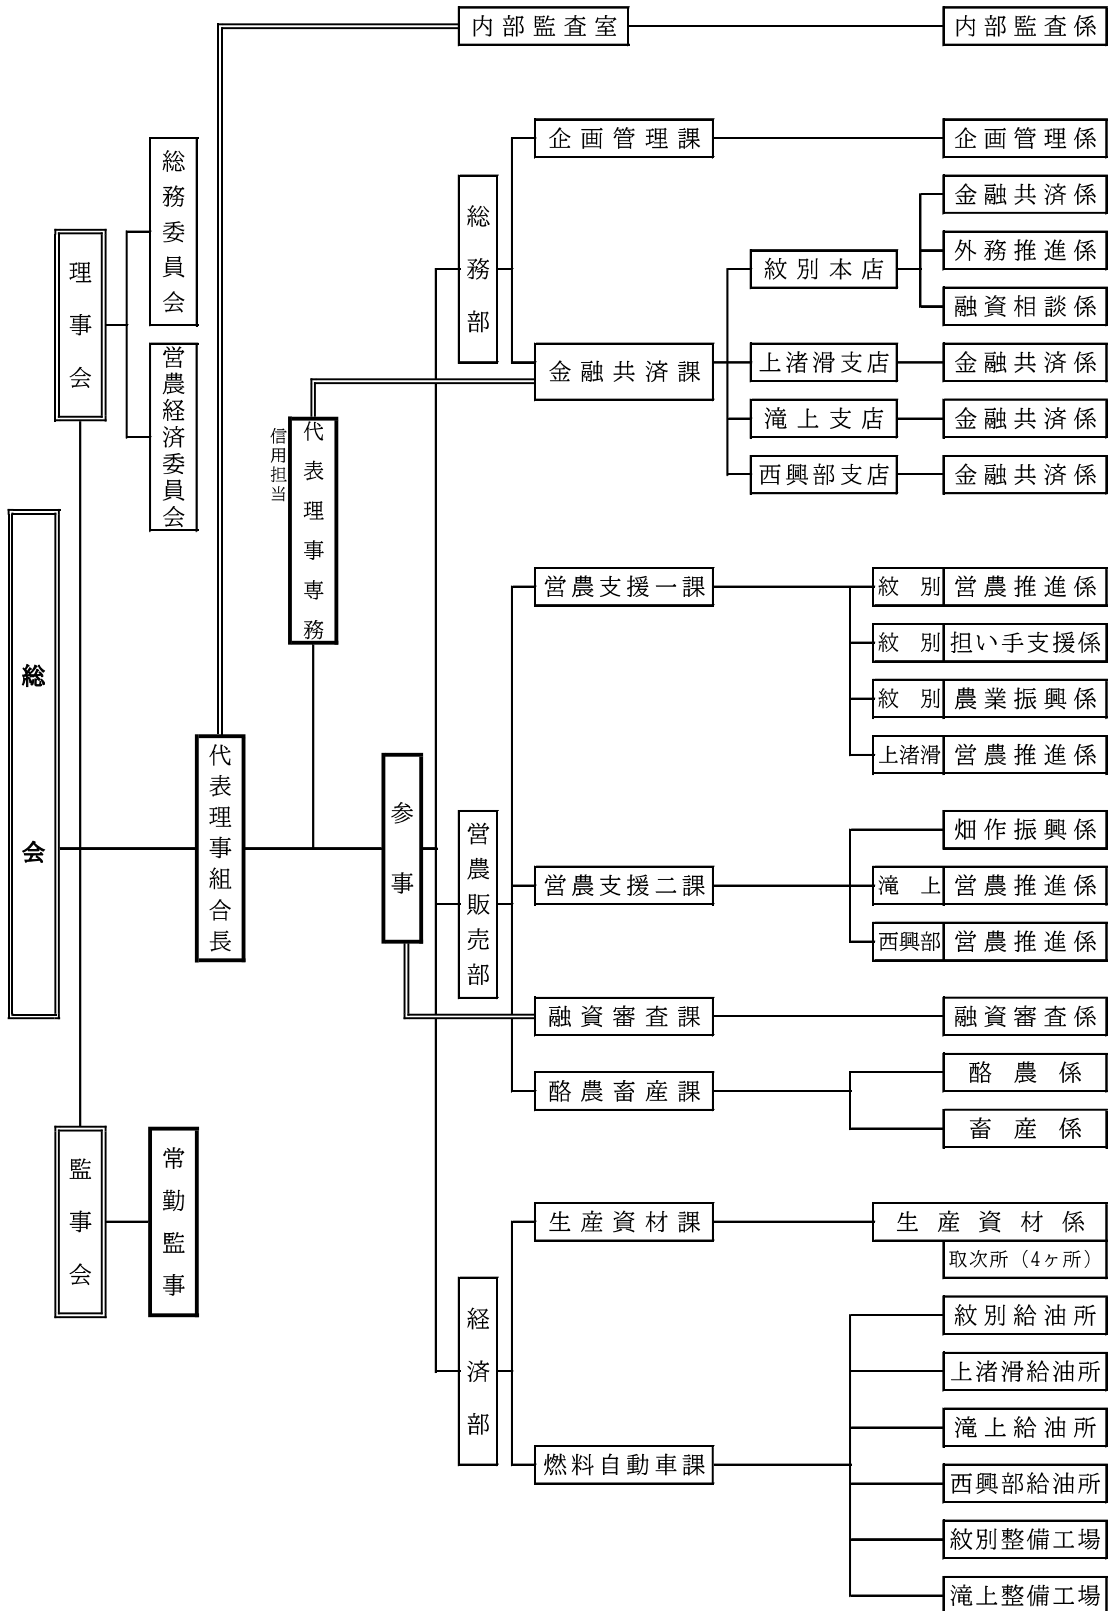 内部監査室
内部監査係
総務委員会
営農経済委員会
理事会
総会
監事会
常勤監事
代表理事組合長
信用担当
代表理事専務
参事
総務部
企画管理課
企画管理係
金融共済課
紋別本店
金融共済係
外務推進係
融資相談係
上渚滑支店
金融共済係
滝上支店
金融共済係
西興部支店
金融共済係
営農販売部
営農支援一課
紋別 営農推進係
紋別 担い手支援係
紋別 農業振興係
上渚滑 営農推進係
営農支援二課
畑作振興係
滝上 営農推進係
西興部 営農推進係
融資審査課
融資審査係
酪農畜産課
酪農係
畜産係
経済部
生産資材課
生産資材係
取次所（4ヶ所）
燃料自動車課
紋別給油所
上渚滑給油所
滝上給油所
西興部給油所
紋別整備工場
滝上整備工場